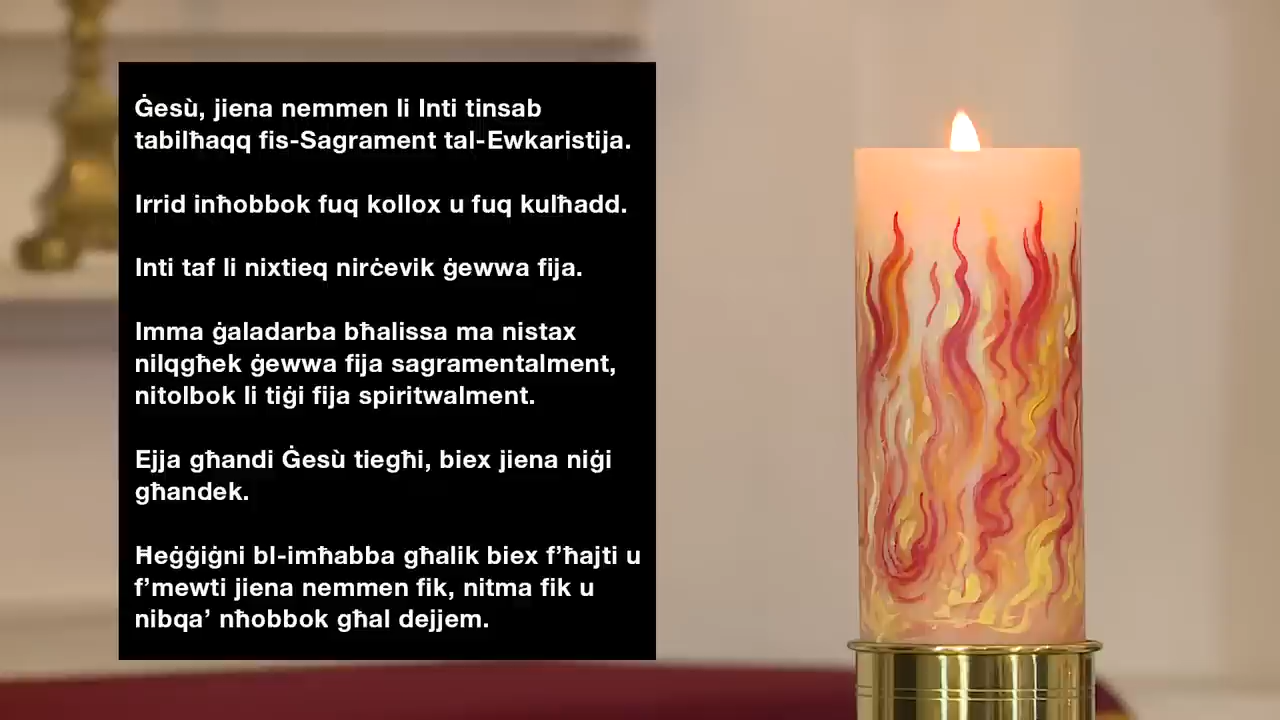 Ġesù, jiena nemmen li Inti tinsab
tabilħaqq fis-Sagrament tal-Ewkaristija.
Irrid inħobbok fuq kollox u fuq kulħadd.
Inti taf li nixtieq nirċevik ġewwa fija.
Imma ġaladarba bħalissa ma nistax
nilqgħek ġewwa fija sagramentalment,
nitolbok li tiġi fija spiritwalment.
Ejja għandi Ġesù tiegħi, biex jiena niġi
għandek.
Ħeġġiġni bl-imħabba għalik biex f’ħajti u
f’mewti jiena nemmen fik, nitma fik u
nibqa’ nħobbok għal dejjem.